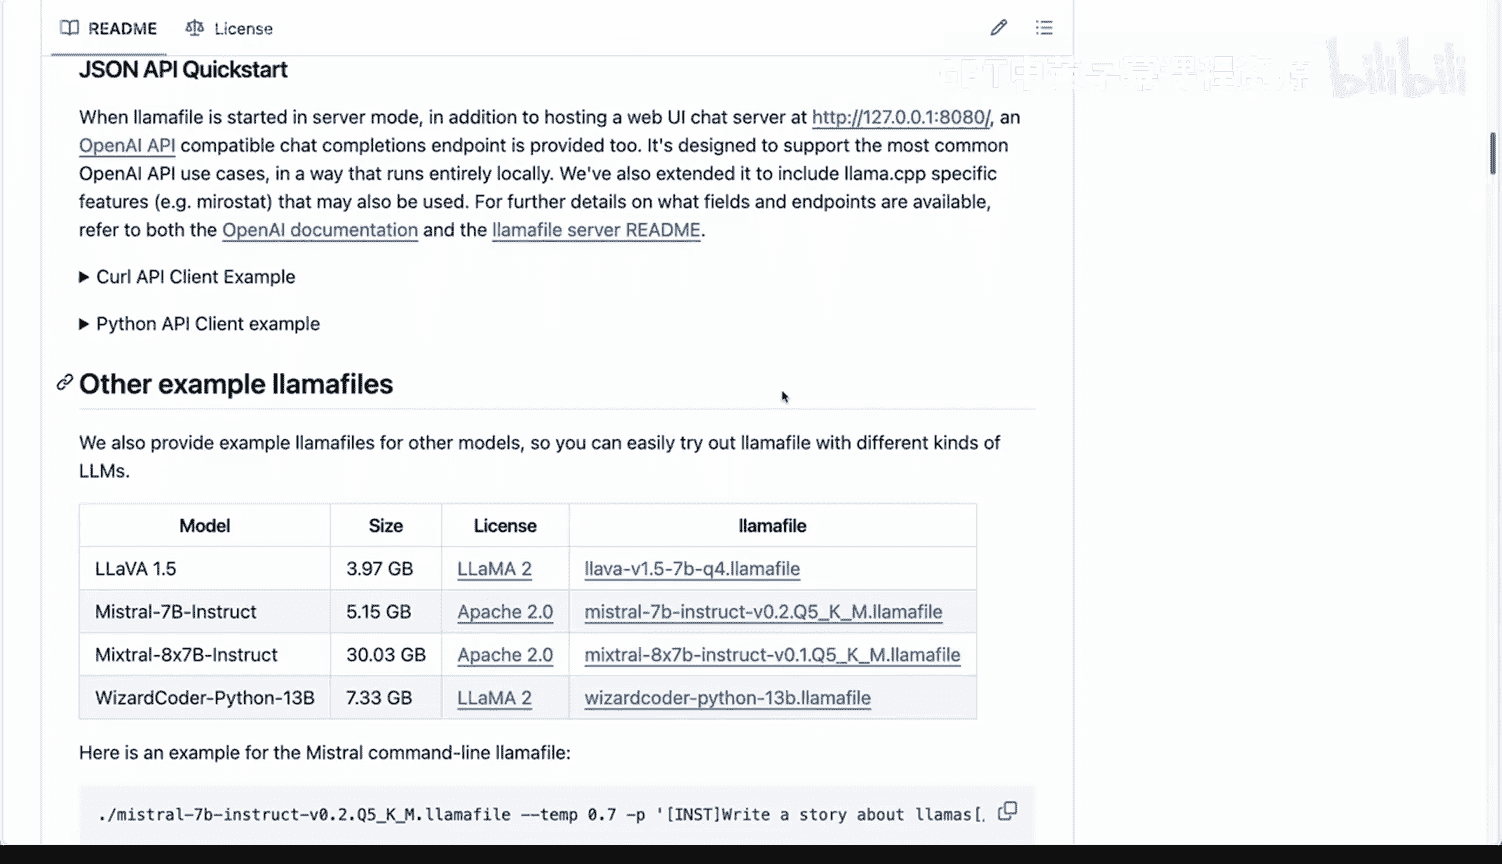 README
License
JSON API Quickstart
When llamafile is started in server mode, in addition to hosting a web UI chat server at http://127.0.0.1:8080/, an
OpenAI API compatible chat completions endpoint is provided too. It's designed to support the most common
OpenAI API use cases, in a way that runs entirely locally. We've also extended it to include llama.cpp specific
features (e.g. mirostat) that may also be used. For further details on what fields and endpoints are available,
refer to both the OpenAI documentation and the llamafile server README.
Curl API Client Example
Python API Client example
Other example llamafiles
We also provide example llamafiles for other models, so you can easily try out llamafile with different kinds of
LLMs.
Model Size License llamafile
LLaVA 1.5 3.97 GB LLaMA 2 llava-v1.5-7b-q4.llamafile
Mistral-7B-Instruct 5.15 GB Apache 2.0 mistral-7b-instruct-v0.2.Q5_K_M.llamafile
Mixtral-8x7B-Instruct 30.03 GB Apache 2.0 mixtral-8x7b-instruct-v0.1.Q5_K_M.llamafile
WizardCoder-Python-13B 7.33 GB LLaMA 2 wizardcoder-python-13b.llamafile
Here is an example for the Mistral command-line llamafile:
./mistral-7b-instruct-v0.2.Q5_K_M.llamafile --temp 0.7 -p '[INST]Write a story about llamas[
bilibili